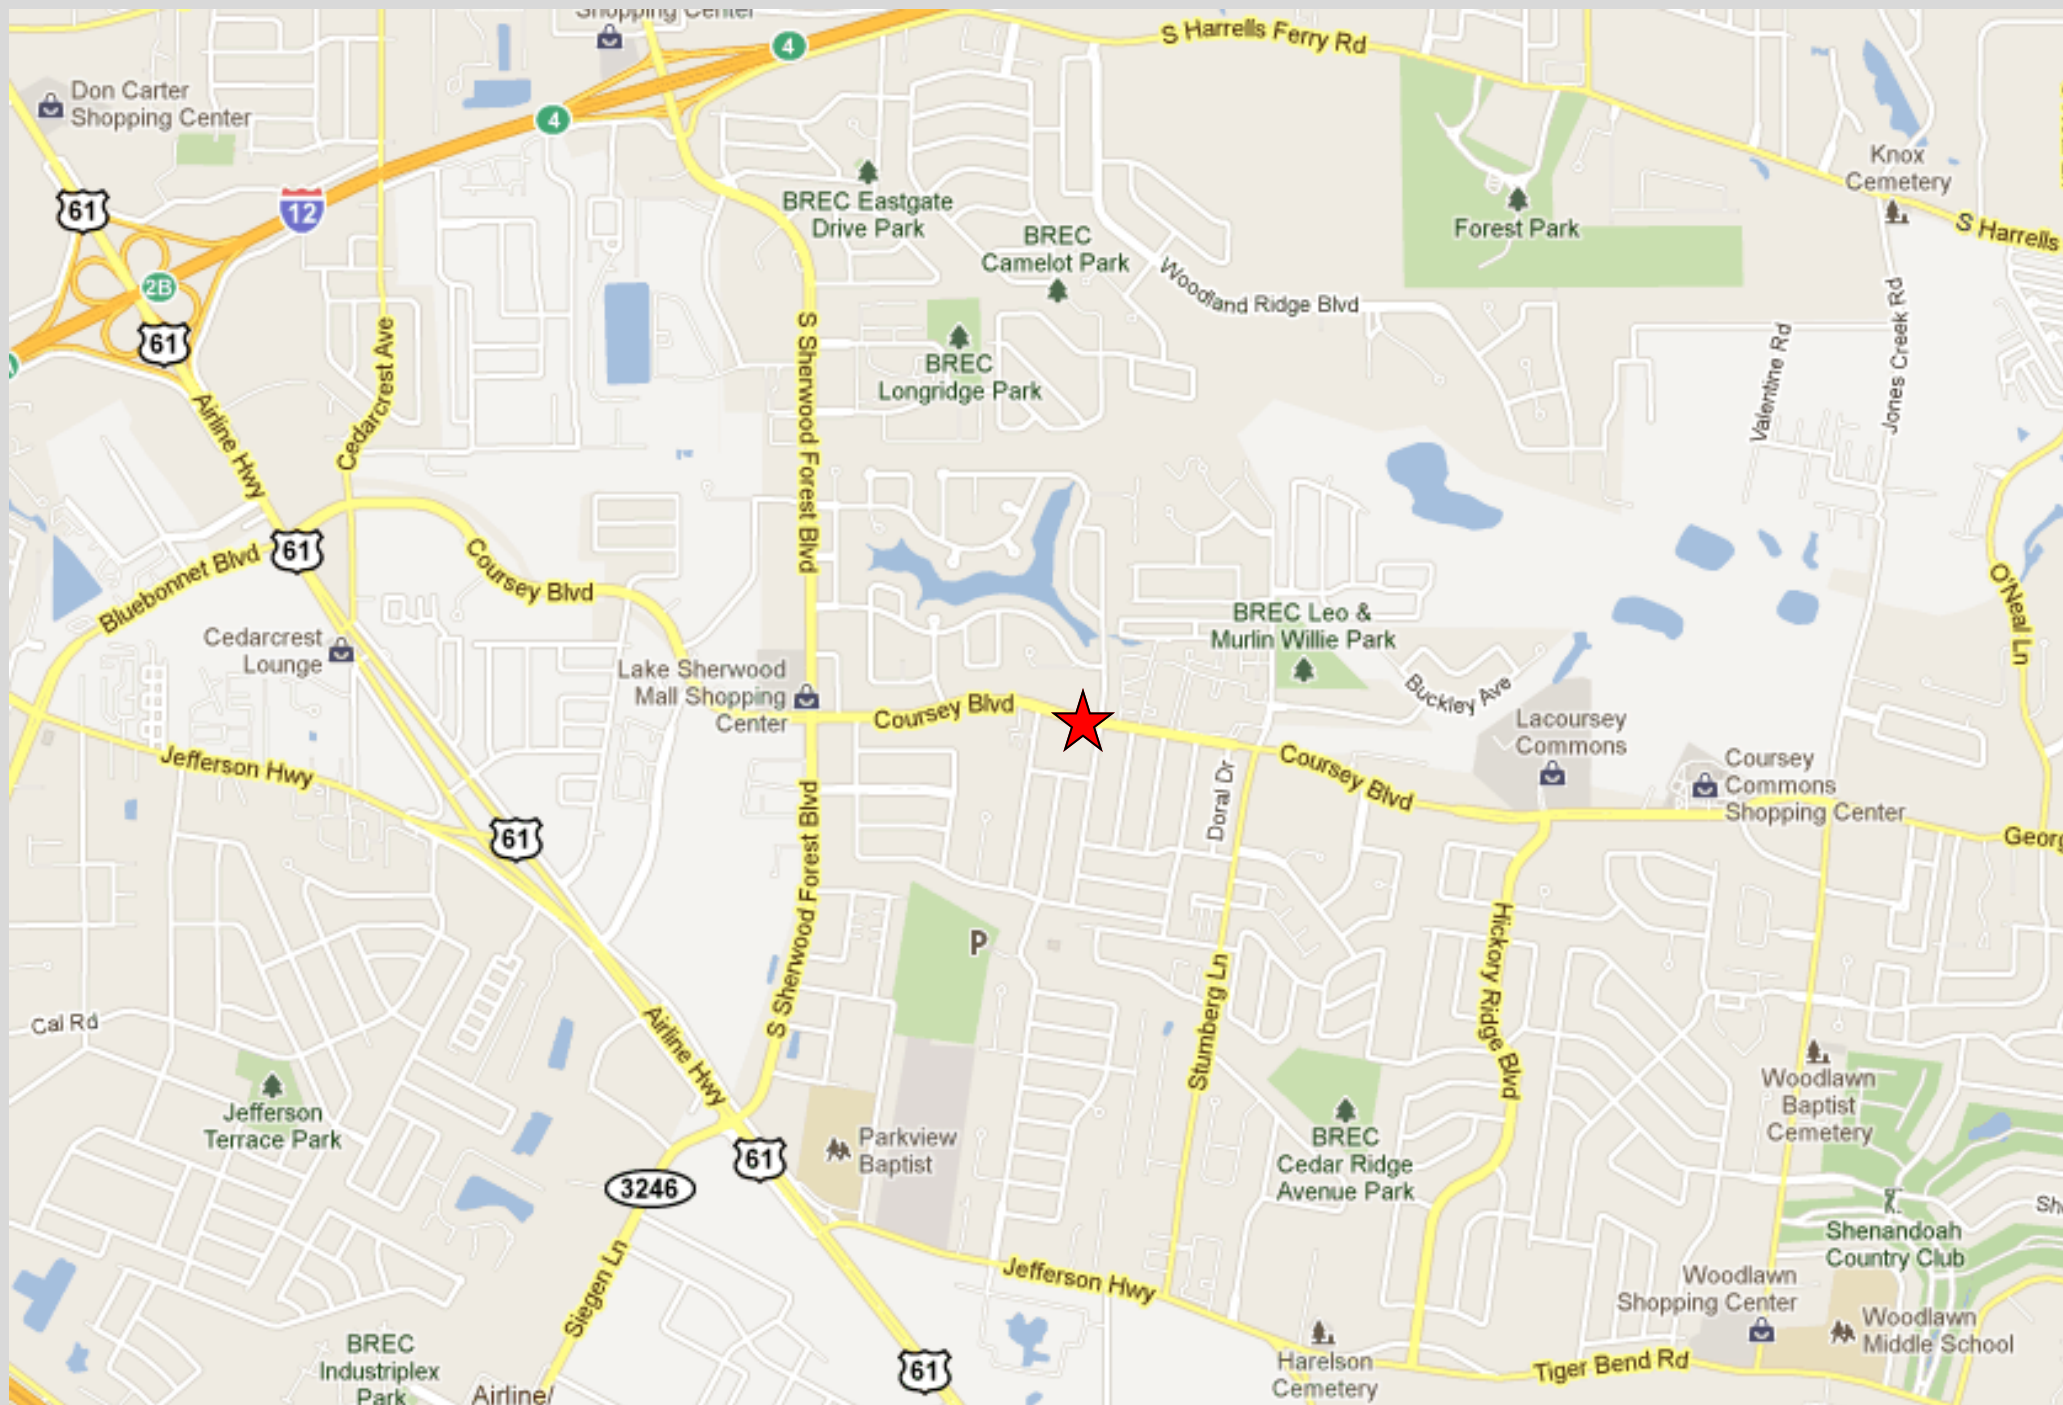 Shopping Center
4
S Harrells Ferry Rd
Don Carter
Shopping Center
4
Knox
Cemetery
61
12
BREC Eastgate
Drive Park
BREC
Camelot Park
Forest Park
S Harrells
2B
Woodland Ridge Blvd
61
Cedarcrest Ave
S Sherwood Forest Blvd
BREC
Longridge Park
Valentine Rd
Jones Creek Rd
Airline Hwy
61
Bluebonnet Blvd
Coursey Blvd
O'Neal Ln
BREC Leo &
Murlin Willie Park
Cedarcrest
Lounge
Lake Sherwood
Mall Shopping
Center
Buckley Ave
Coursey Blvd
Lacoursey
Commons
Jefferson Hwy
Coursey Blvd
Coursey
Commons
Shopping Center
Doral Dr
61
S Sherwood Forest Blvd
Georg
Hickory Ridge Blvd
P
Cal Rd
Airline Hwy
Stumberg Ln
Jefferson
Terrace Park
Woodlawn
Baptist
Cemetery
61
Parkview
Baptist
BREC
Cedar Ridge
Avenue Park
3246
Sh
Shenandoah
Country Club
Siegen Ln
Jefferson Hwy
Woodlawn
Shopping Center
Woodlawn
Middle School
BREC
Industriplex
Park
61
Harelson
Cemetery
Tiger Bend Rd
Airline/